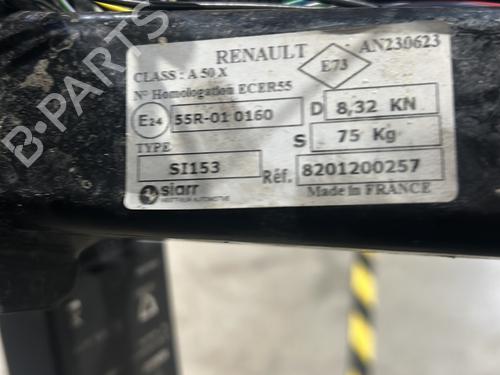 RENAULT
E73
AN230623
CLASS : A 50 X
N° Homologation ECER55
E24
55R-01 0160
D
8,32 KN
S
75 Kg
TYPE
SI153
Réf.
8201200257
siarr
Made in FRANCE